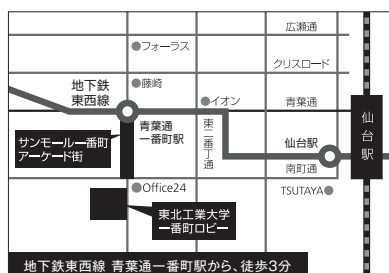 広瀬通
フォーラス
クリスロード
地下鉄
東西線
藤崎
イオン
青葉通
青葉通
一番町駅
東二番丁通
仙台駅
仙台駅
サンモール一番町
アーケード街
南町通
Office24
TSUTAYA
東北工業大学
一番町ロビー
地下鉄東西線 青葉通一番町駅から、徒歩3分